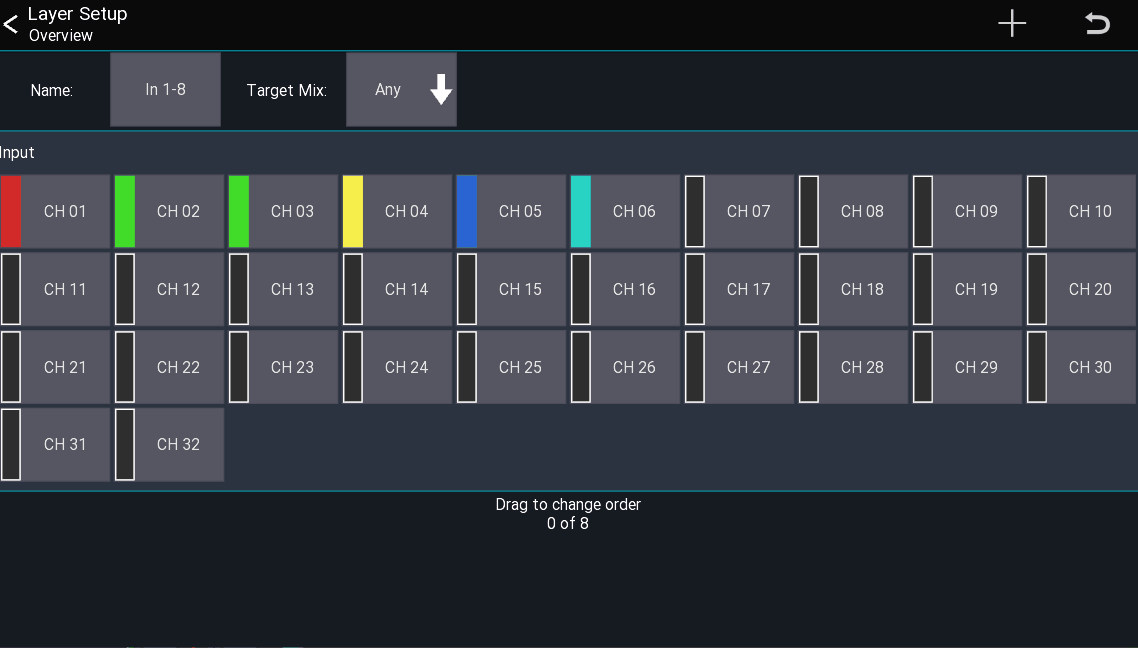 Layer Setup
Overview
Name: In 1-8 Target Mix: Any
Input
CH 01 CH 02 CH 03 CH 04 CH 05 CH 06 CH 07 CH 08 CH 09 CH 10
CH 11 CH 12 CH 13 CH 14 CH 15 CH 16 CH 17 CH 18 CH 19 CH 20
CH 21 CH 22 CH 23 CH 24 CH 25 CH 26 CH 27 CH 28 CH 29 CH 30
CH 31 CH 32
Drag to change order
0 of 8